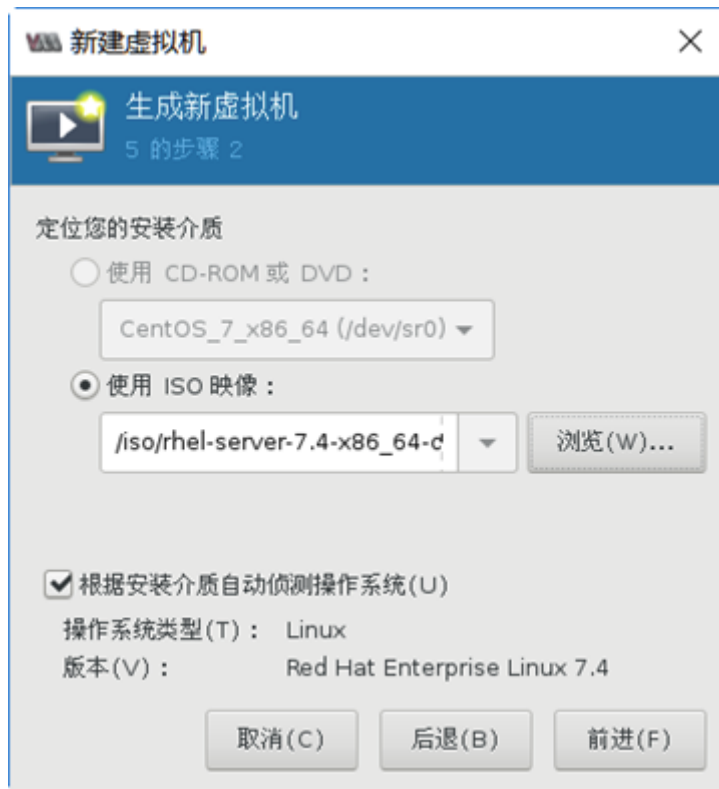 新建虚拟机
生成新虚拟机
5 的步骤 2
定位您的安装介质
使用 CD-ROM 或 DVD：
CentOS_7_x86_64 (/dev/sr0)
使用 ISO 映像：
/iso/rhel-server-7.4-x86_64-d
浏览(W)...
根据安装介质自动侦测操作系统(U)
操作系统类型(T)： Linux
版本(V)： Red Hat Enterprise Linux 7.4
取消(C) 后退(B) 前进(F)